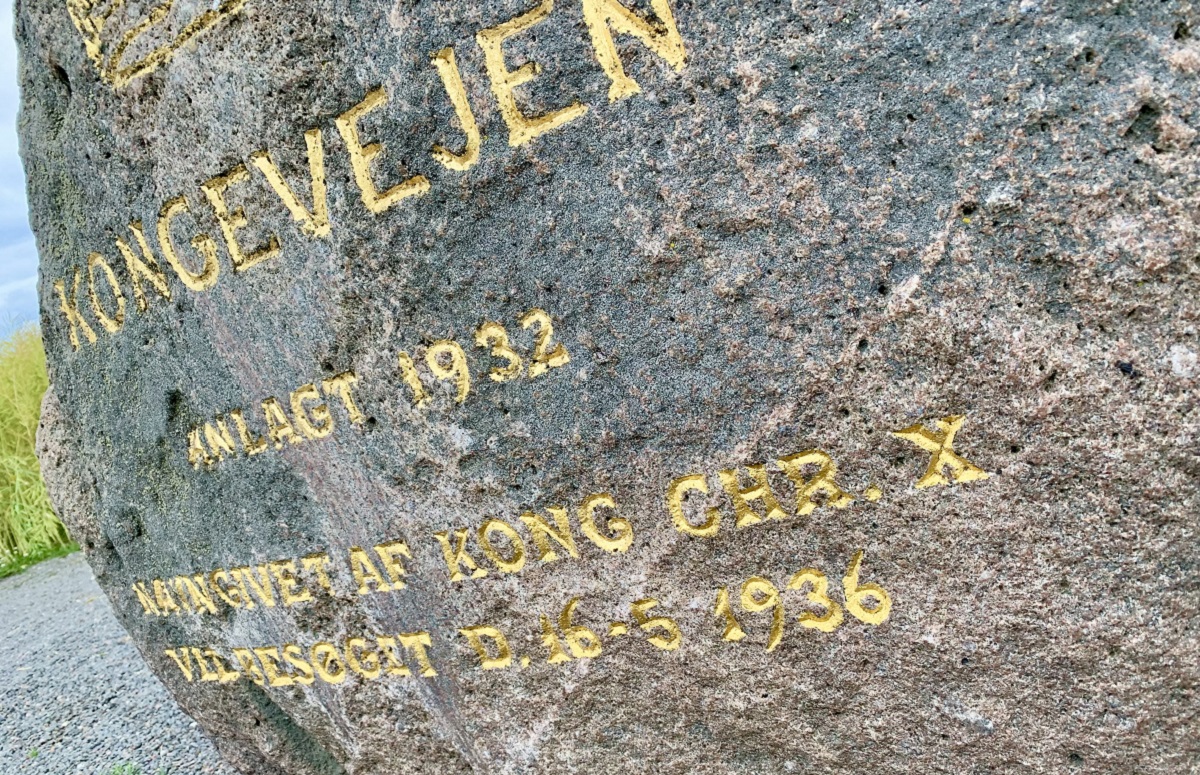 KONGEVEJEN
ANLAGT 1932
NAVNGIVET AF KONG CHR. X
VED BESØGET D. 16-5 1936